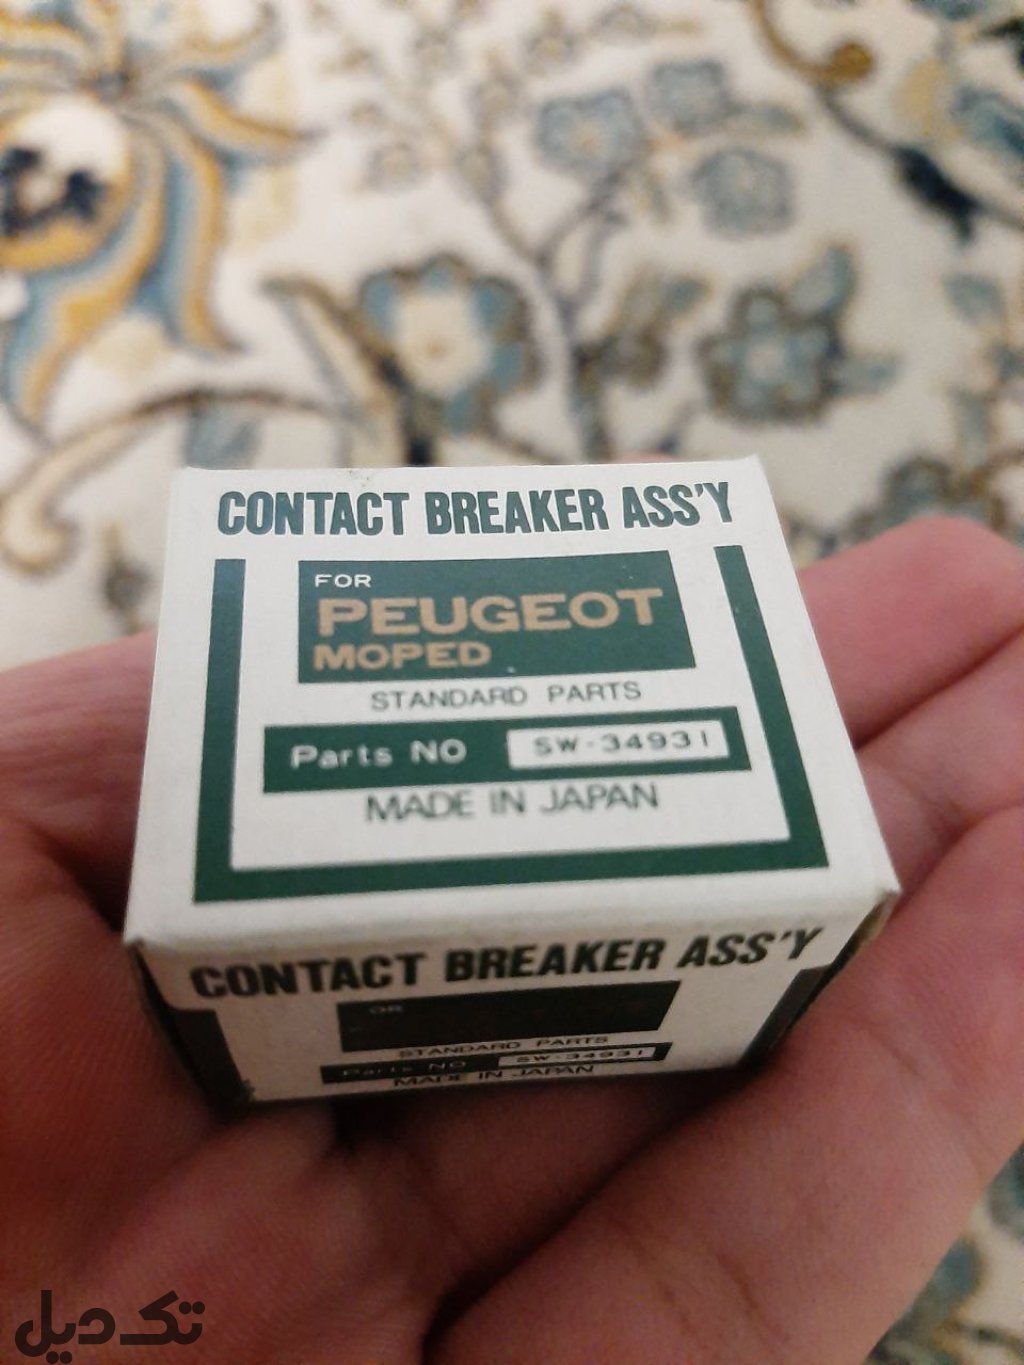 CONTACT BREAKER ASS'Y
FOR
PEUGEOT
MOPED
STANDARD PARTS
Parts NO SW-34931
MADE IN JAPAN
CONTACT BREAKER ASS'Y
STANDARD PARTS
Parts NO SW-34931
MADE IN JAPAN
تک دیل